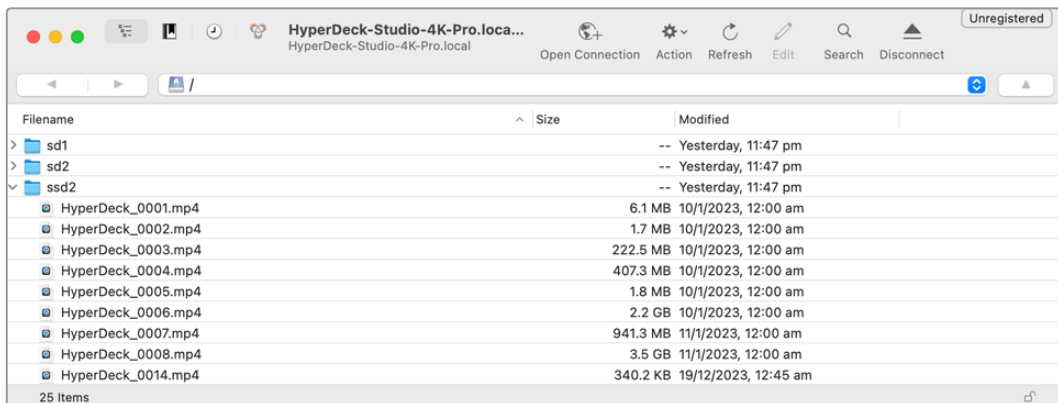 HyperDeck-Studio-4K-Pro.loca...
HyperDeck-Studio-4K-Pro.local
Open Connection Action Refresh Edit Search Disconnect
Unregistered
/
Filename Size Modified
sd1 -- Yesterday, 11:47 pm
sd2 -- Yesterday, 11:47 pm
ssd2 -- Yesterday, 11:47 pm
HyperDeck_0001.mp4 6.1 MB 10/1/2023, 12:00 am
HyperDeck_0002.mp4 1.7 MB 10/1/2023, 12:00 am
HyperDeck_0003.mp4 222.5 MB 10/1/2023, 12:00 am
HyperDeck_0004.mp4 407.3 MB 10/1/2023, 12:00 am
HyperDeck_0005.mp4 1.8 MB 10/1/2023, 12:00 am
HyperDeck_0006.mp4 2.2 GB 10/1/2023, 12:00 am
HyperDeck_0007.mp4 941.3 MB 11/1/2023, 12:00 am
HyperDeck_0008.mp4 3.5 GB 11/1/2023, 12:00 am
HyperDeck_0014.mp4 340.2 KB 19/12/2023, 12:45 am
25 Items